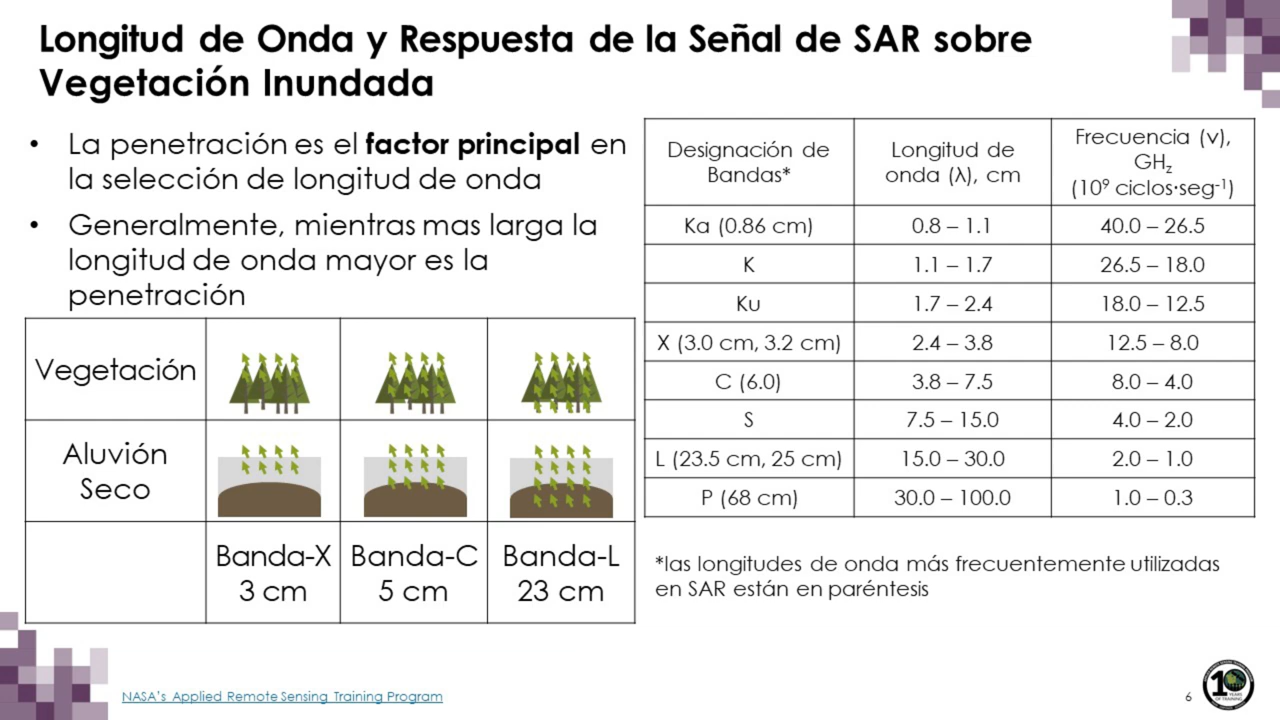 Longitud de Onda y Respuesta de la Señal de SAR sobre
Vegetación Inundada
• La penetración es el factor principal en
la selección de longitud de onda
• Generalmente, mientras mas larga la
longitud de onda mayor es la
penetración
Vegetación
Aluvión
Seco
Banda-X
3 cm
Banda-C
5 cm
Banda-L
23 cm
Designación de
Bandas*
Longitud de
onda (λ), cm
Frecuencia (v),
GHz
(10⁹ ciclos·seg⁻¹)
Ka (0.86 cm) 0.8 – 1.1 40.0 – 26.5
K 1.1 – 1.7 26.5 – 18.0
Ku 1.7 – 2.4 18.0 – 12.5
X (3.0 cm, 3.2 cm) 2.4 – 3.8 12.5 – 8.0
C (6.0) 3.8 – 7.5 8.0 – 4.0
S 7.5 – 15.0 4.0 – 2.0
L (23.5 cm, 25 cm) 15.0 – 30.0 2.0 – 1.0
P (68 cm) 30.0 – 100.0 1.0 – 0.3
*las longitudes de onda más frecuentemente utilizadas
en SAR están en paréntesis
NASA's Applied Remote Sensing Training Program
6
10
YEARS
OF TRAINING